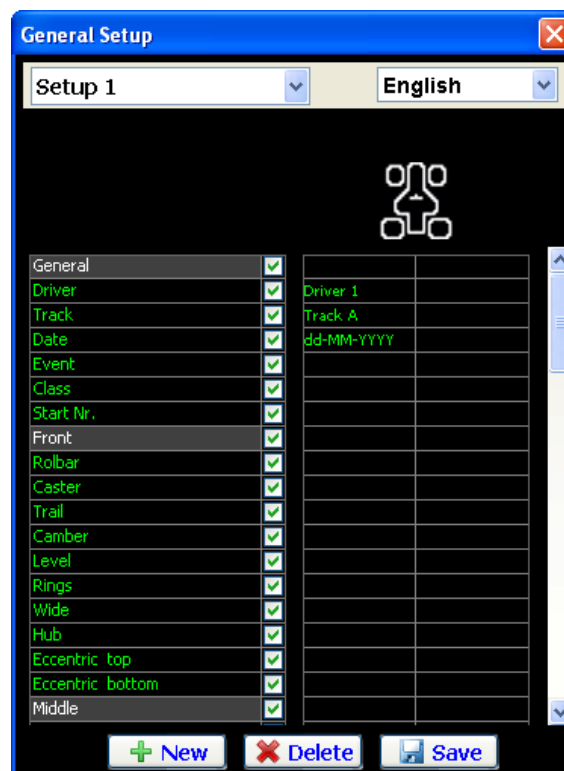 General Setup
Setup 1 English
General
Driver Driver 1
Track Track A
Date dd-MM-YYYY
Event
Class
Start Nr.
Front
Rolbar
Caster
Trail
Camber
Level
Rings
Wide
Hub
Eccentric top
Eccentric bottom
Middle
New Delete Save